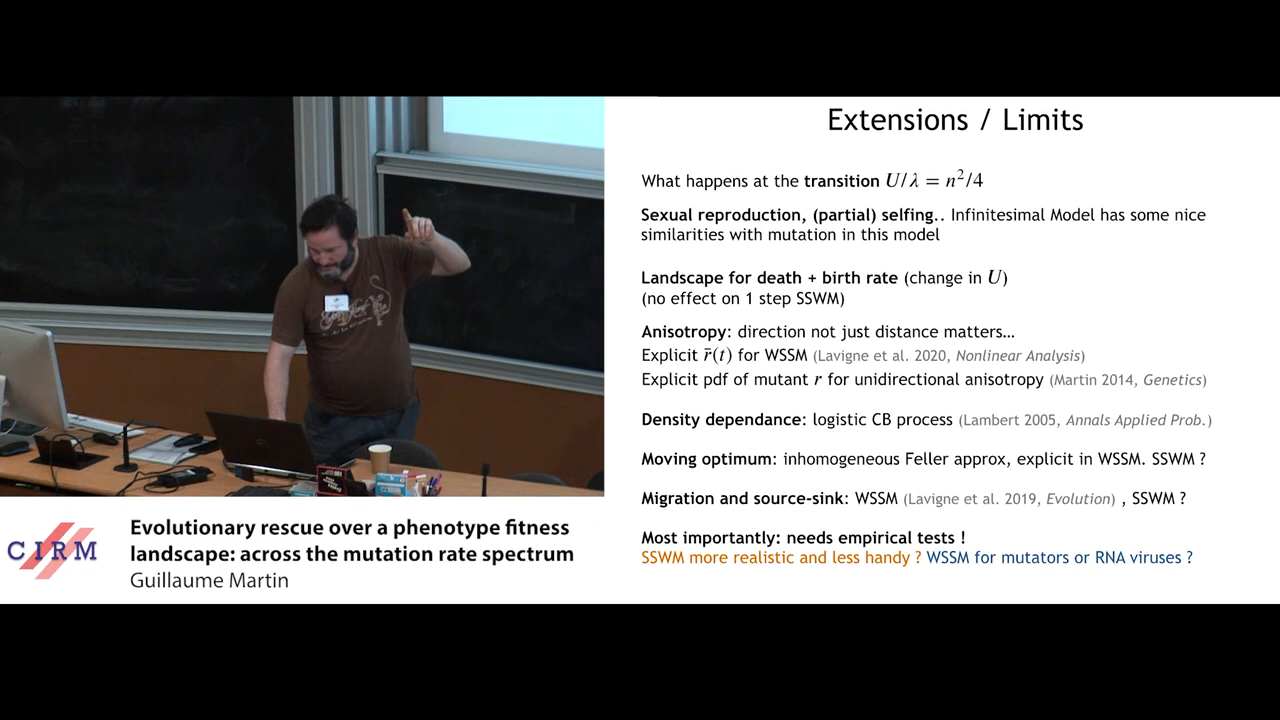 Extensions / Limits
What happens at the transition U/λ = n²/4
Sexual reproduction, (partial) selfing.. Infinitesimal Model has some nice
similarities with mutation in this model
Landscape for death + birth rate (change in U)
(no effect on 1 step SSWM)
Anisotropy: direction not just distance matters...
Explicit r̄(t) for WSSM (Lavigne et al. 2020, Nonlinear Analysis)
Explicit pdf of mutant r for unidirectional anisotropy (Martin 2014, Genetics)
Density dependance: logistic CB process (Lambert 2005, Annals Applied Prob.)
Moving optimum: inhomogeneous Feller approx, explicit in WSSM. SSWM ?
Migration and source-sink: WSSM (Lavigne et al. 2019, Evolution) , SSWM ?
Most importantly: needs empirical tests !
SSWM more realistic and less handy ? WSSM for mutators or RNA viruses ?
CIRM
Evolutionary rescue over a phenotype fitness
landscape: across the mutation rate spectrum
Guillaume Martin